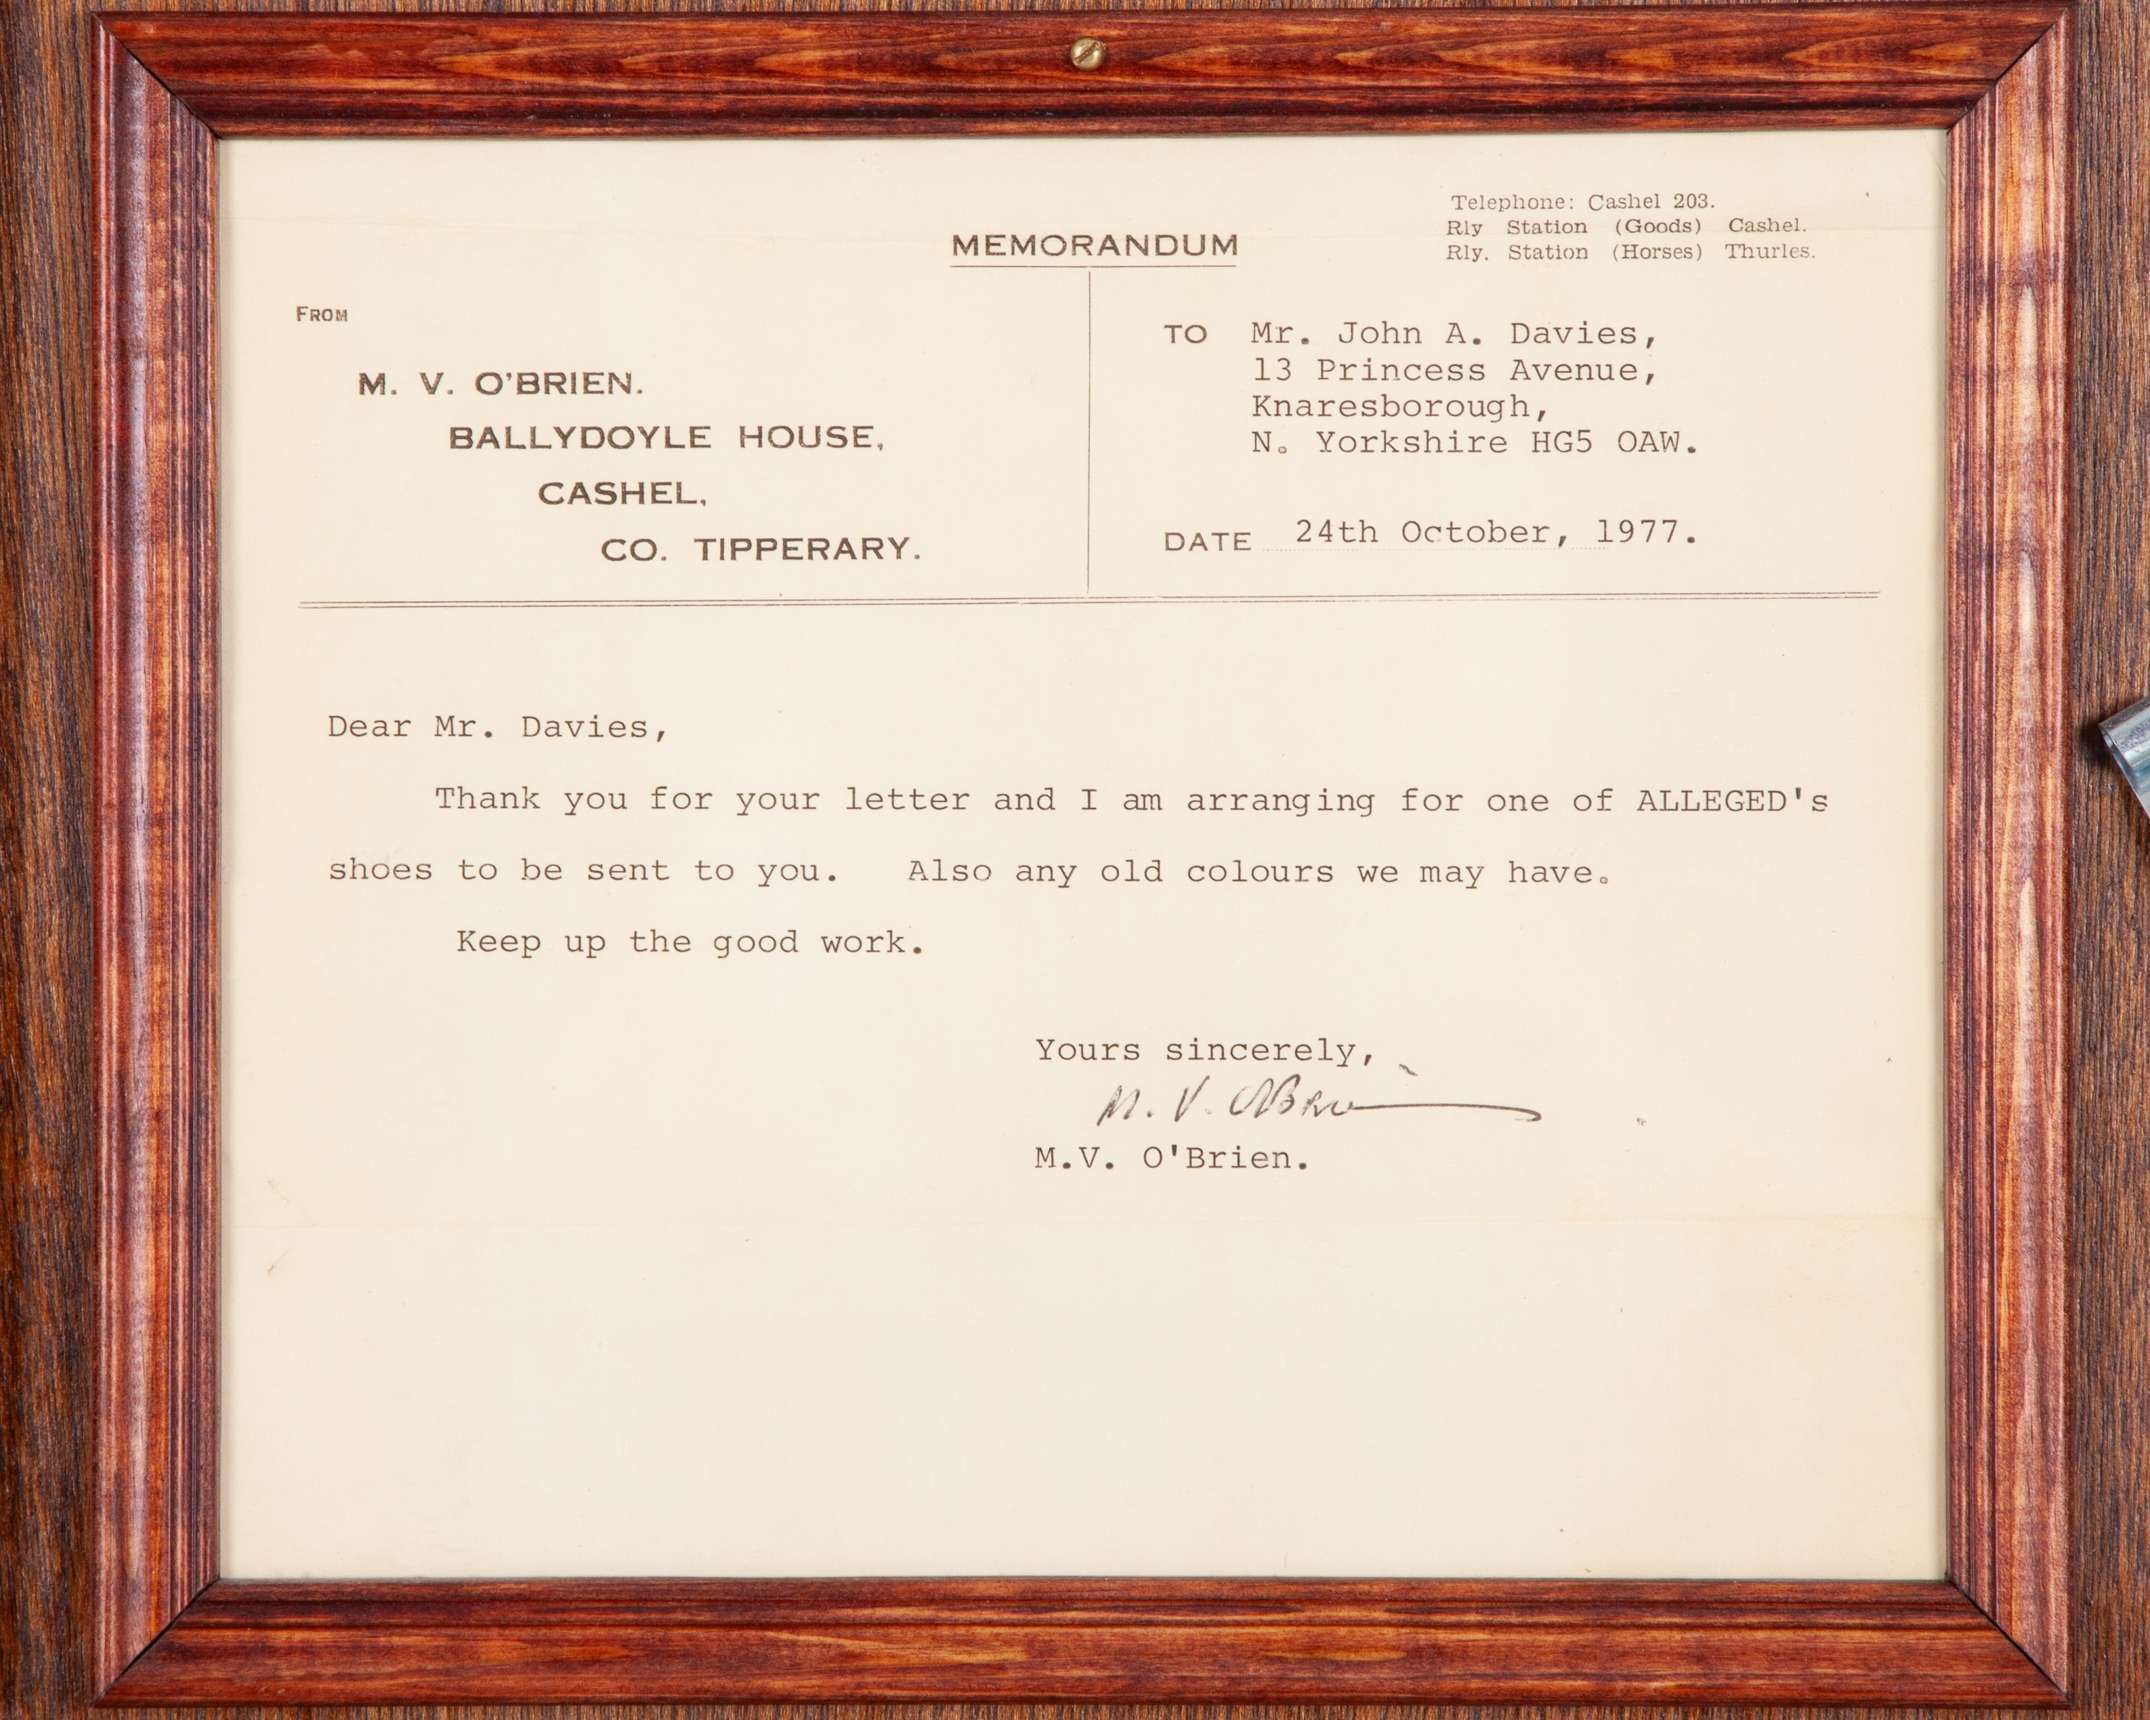 Telephone: Cashel 203.
Rly Station (Goods) Cashel.
Rly. Station (Horses) Thurles.
MEMORANDUM
FROM
M. V. O'BRIEN.
BALLYDOYLE HOUSE,
CASHEL,
CO. TIPPERARY.
TO Mr. John A. Davies,
13 Princess Avenue,
Knaresborough,
N. Yorkshire HG5 OAW.
DATE 24th October, 1977.
Dear Mr. Davies,
Thank you for your letter and I am arranging for one of ALLEGED's
shoes to be sent to you. Also any old colours we may have.
Keep up the good work.
Yours sincerely,
M. V. O'Brien
M.V. O'Brien.